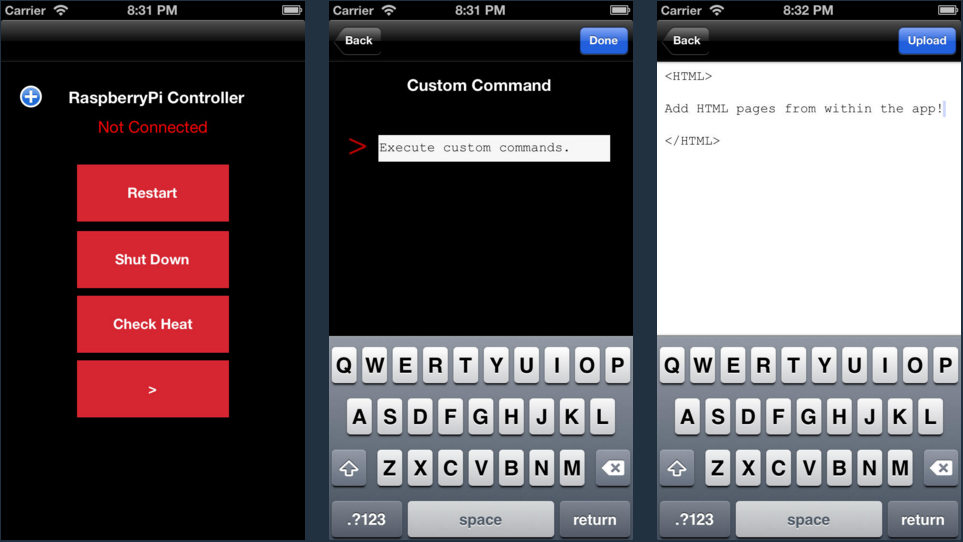 Carrier 8:31 PM
RaspberryPi Controller
Not Connected
Restart
Shut Down
Check Heat
>
Carrier 8:31 PM
Back Done
Custom Command
> Execute custom commands.
Q W E R T Y U I O P
A S D F G H J K L
Z X C V B N M
.?123 space return
Carrier 8:32 PM
Back Upload
<HTML>
Add HTML pages from within the app!
</HTML>
Q W E R T Y U I O P
A S D F G H J K L
Z X C V B N M
.?123 space return